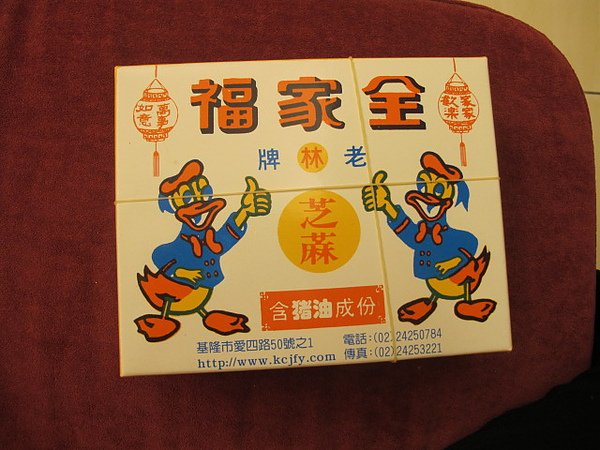 全家福
萬事如意
歡樂家家
老林牌
芝蔴
含豬油成份
基隆市愛四路50號之1
電話:(02)24250784
http://www.kcjfy.com
傳真:(02)24253221